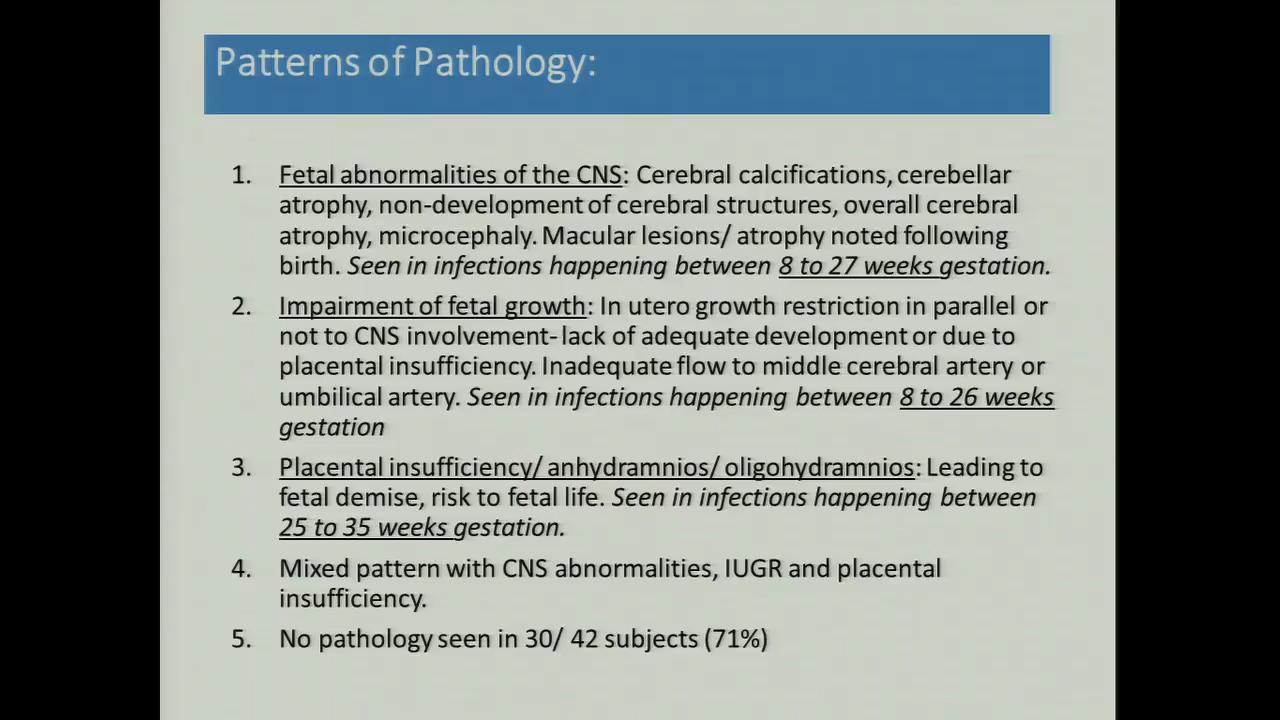 Patterns of Pathology:
1. Fetal abnormalities of the CNS: Cerebral calcifications, cerebellar
atrophy, non-development of cerebral structures, overall cerebral
atrophy, microcephaly. Macular lesions/ atrophy noted following
birth. Seen in infections happening between 8 to 27 weeks gestation.
2. Impairment of fetal growth: In utero growth restriction in parallel or
not to CNS involvement- lack of adequate development or due to
placental insufficiency. Inadequate flow to middle cerebral artery or
umbilical artery. Seen in infections happening between 8 to 26 weeks
gestation
3. Placental insufficiency/ anhydramnios/ oligohydramnios: Leading to
fetal demise, risk to fetal life. Seen in infections happening between
25 to 35 weeks gestation.
4. Mixed pattern with CNS abnormalities, IUGR and placental
insufficiency.
5. No pathology seen in 30/ 42 subjects (71%)